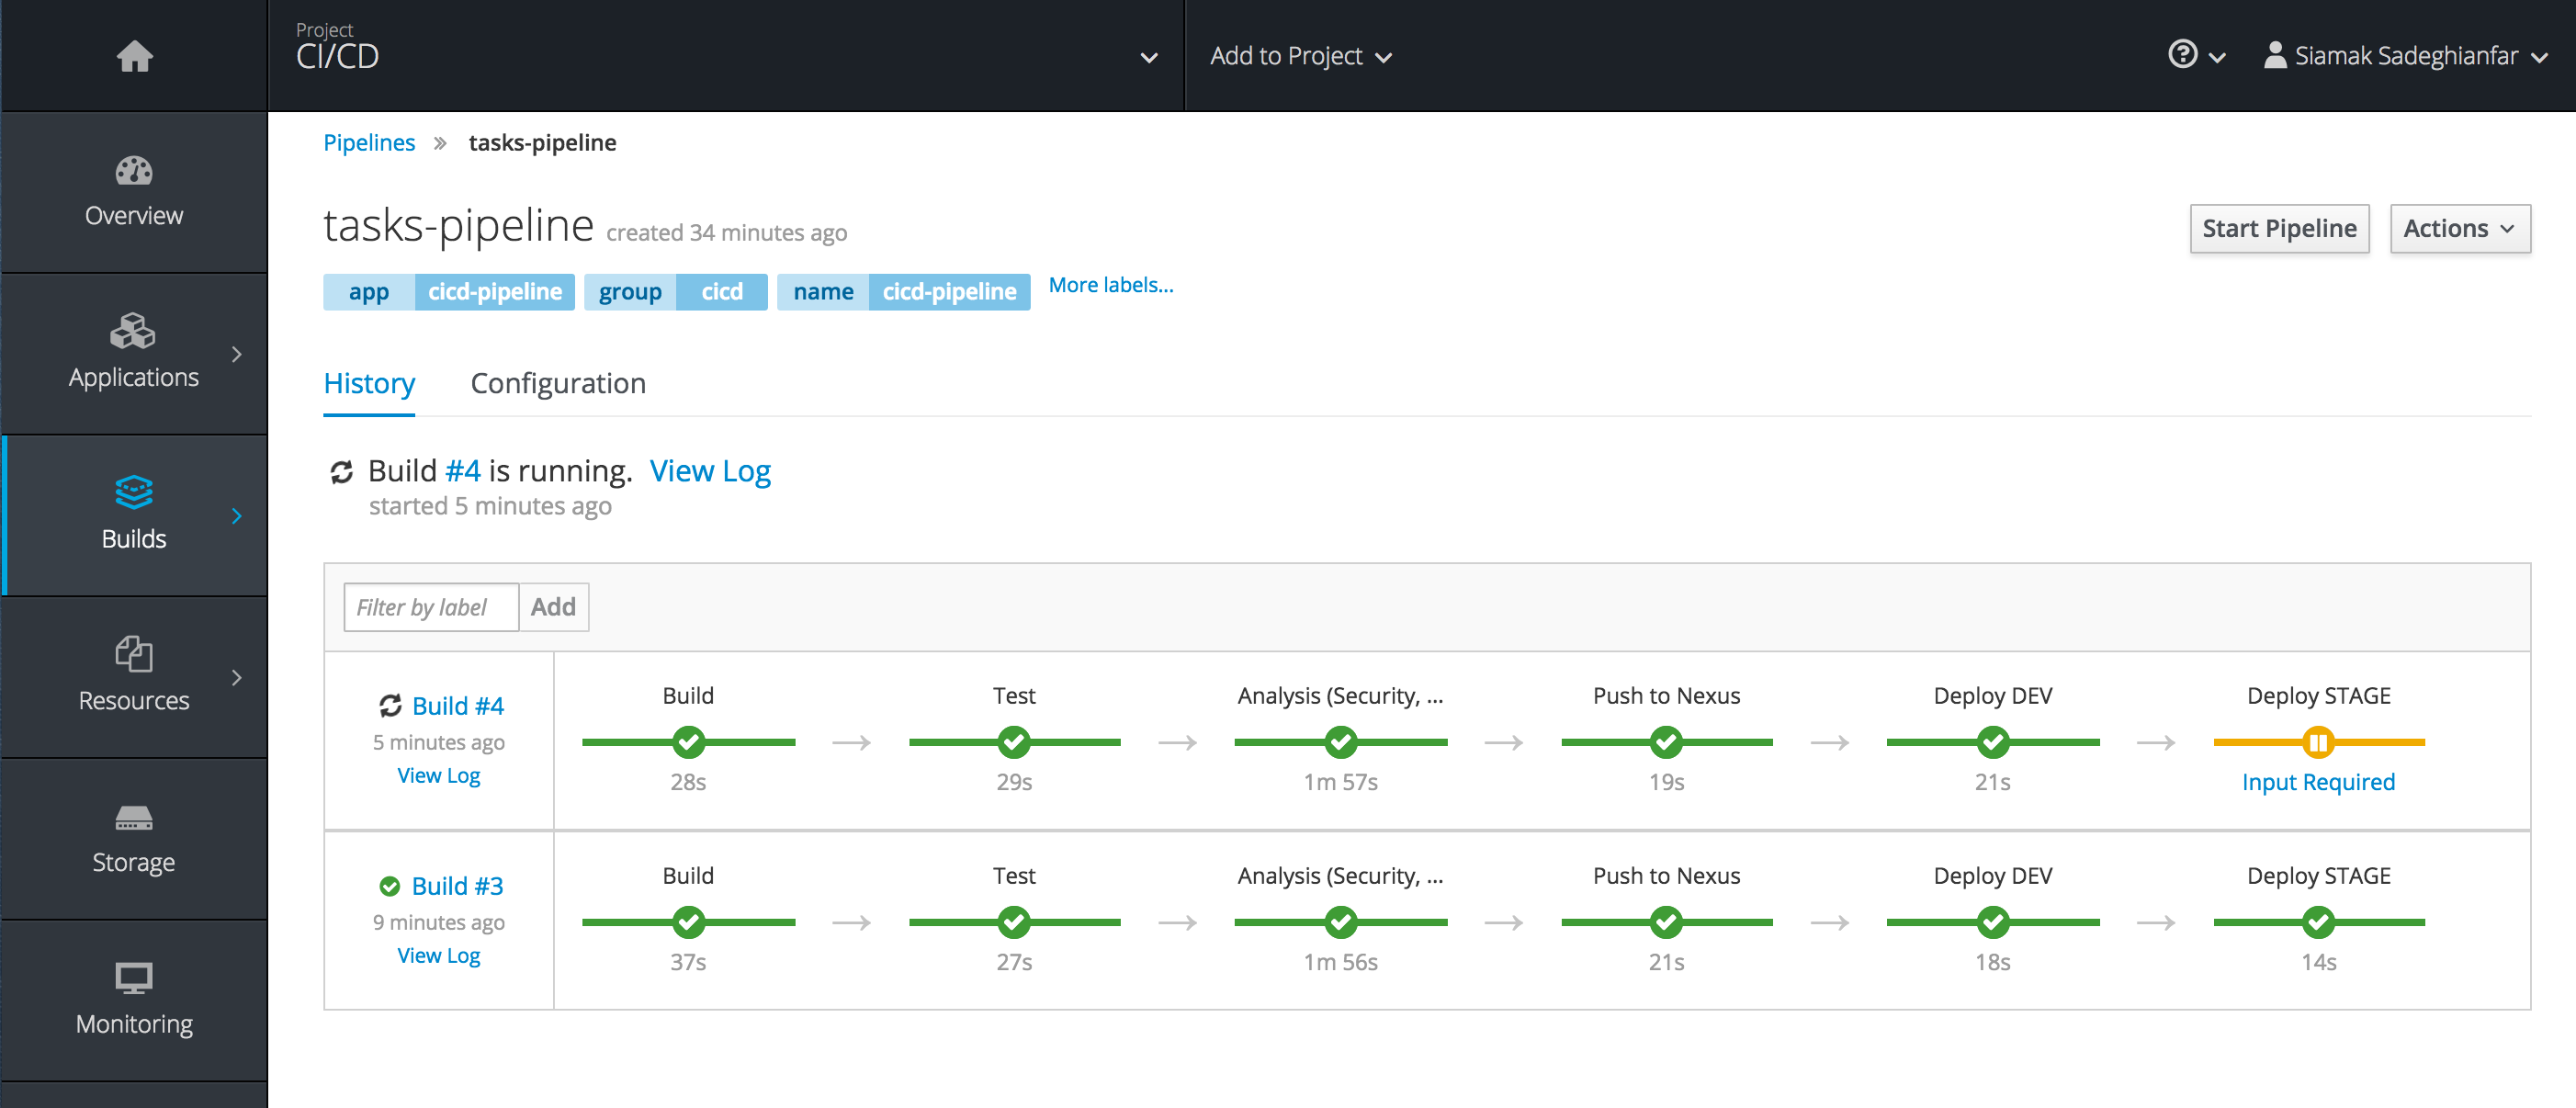 Project
CI/CD
Add to Project
Siamak Sadeghianfar
Overview
Applications
Builds
Resources
Storage
Monitoring
Pipelines » tasks-pipeline
tasks-pipeline created 34 minutes ago
Start Pipeline
Actions
app cicd-pipeline group cicd name cicd-pipeline More labels...
History Configuration
Build #4 is running. View Log
started 5 minutes ago
Filter by label Add
Build #4
5 minutes ago
View Log
Build Test Analysis (Security, ... Push to Nexus Deploy DEV Deploy STAGE
28s 29s 1m 57s 19s 21s Input Required
Build #3
9 minutes ago
View Log
Build Test Analysis (Security, ... Push to Nexus Deploy DEV Deploy STAGE
37s 27s 1m 56s 21s 18s 14s